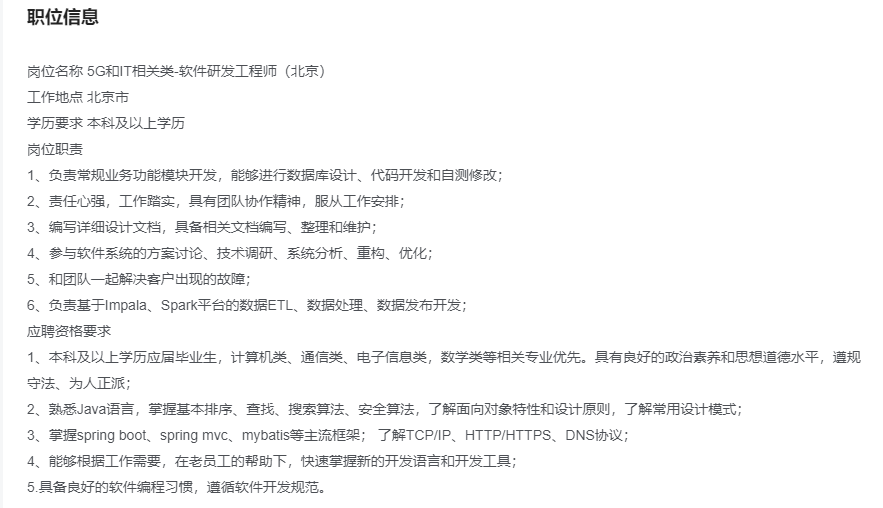 职位信息
岗位名称 5G和IT相关类-软件研发工程师（北京）
工作地点 北京市
学历要求 本科及以上学历
岗位职责
1、负责常规业务功能模块开发，能够进行数据库设计、代码开发和自测修改；
2、责任心强，工作踏实，具有团队协作精神，服从工作安排；
3、编写详细设计文档，具备相关文档编写、整理和维护；
4、参与软件系统的方案讨论、技术调研、系统分析、重构、优化；
5、和团队一起解决客户出现的故障；
6、负责基于Impala、Spark平台的数据ETL、数据处理、数据发布开发；
应聘资格要求
1、本科及以上学历应届毕业生，计算机类、通信类、电子信息类，数学类等相关专业优先。具有良好的政治素养和思想道德水平，遵规
守法、为人正派；
2、熟悉Java语言，掌握基本排序、查找、搜索算法、安全算法，了解面向对象特性和设计原则，了解常用设计模式；
3、掌握spring boot、spring mvc、mybatis等主流框架； 了解TCP/IP、HTTP/HTTPS、DNS协议；
4、能够根据工作需要，在老员工的帮助下，快速掌握新的开发语言和开发工具；
5.具备良好的软件编程习惯，遵循软件开发规范。